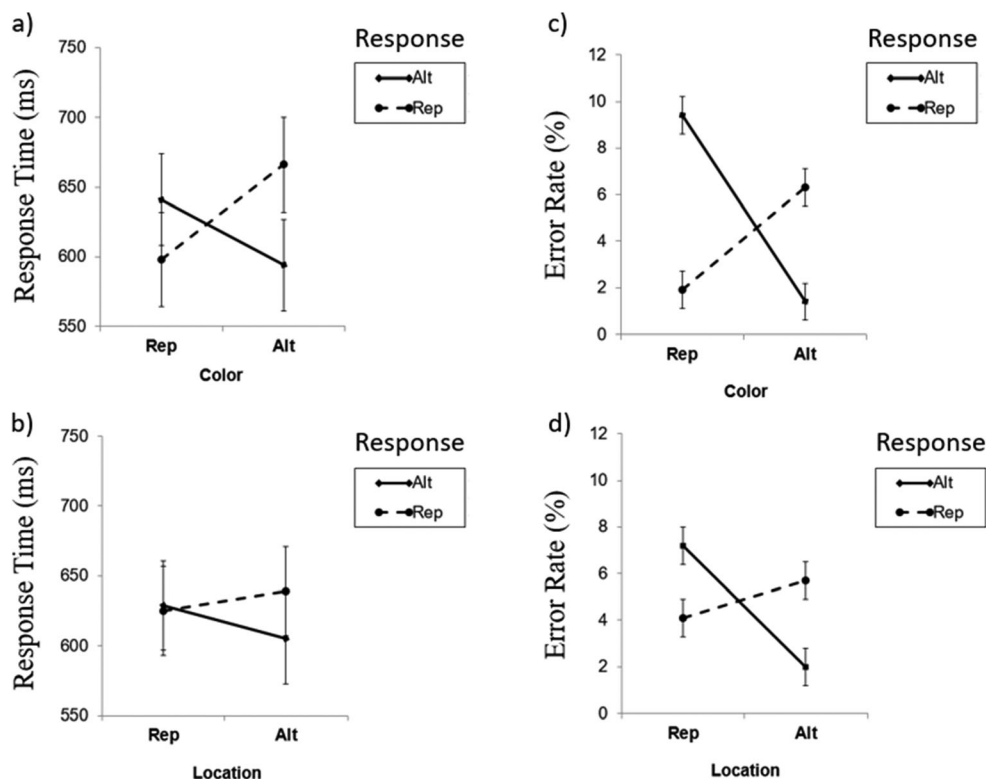 a)
Response
Alt
Rep
Response Time (ms)
750
700
650
600
550
Rep
Alt
Color
c)
Response
Alt
Rep
Error Rate (%)
12
10
8
6
4
2
0
Rep
Alt
Color
b)
Response
Alt
Rep
Response Time (ms)
750
700
650
600
550
Rep
Alt
Location
d)
Response
Alt
Rep
Error Rate (%)
12
10
8
6
4
2
0
Rep
Alt
Location